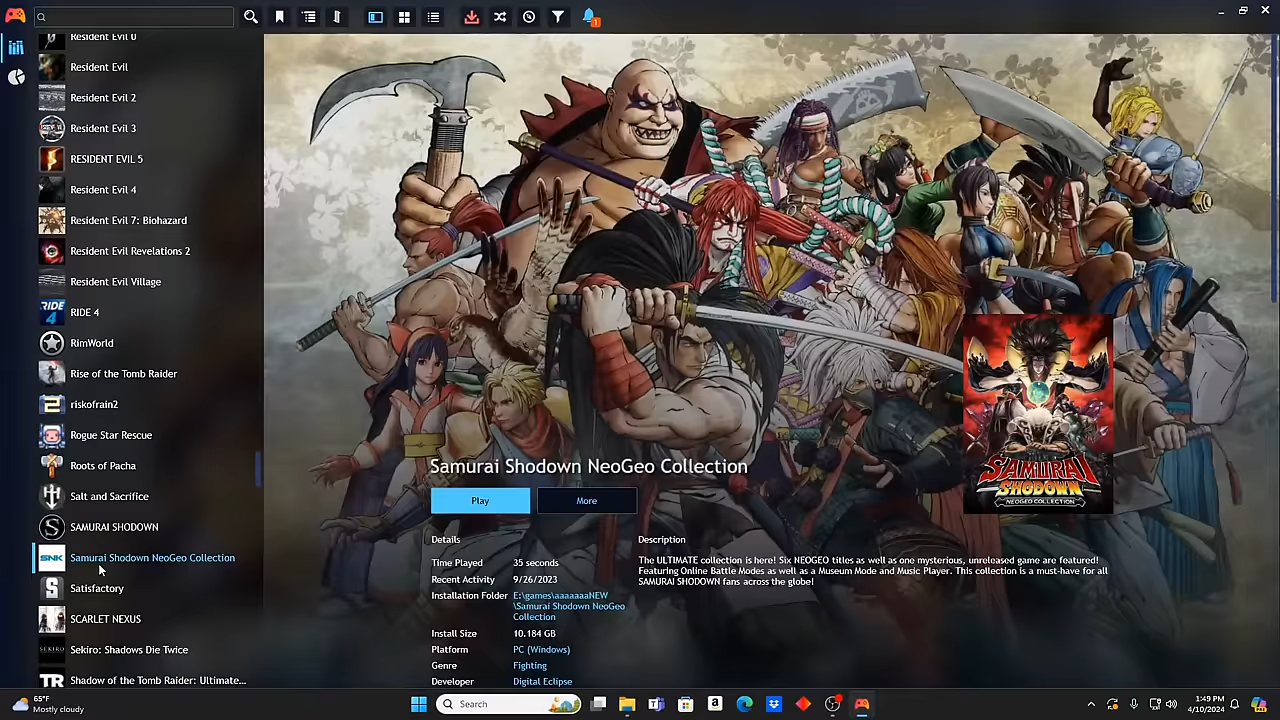 1
Resident Evil 0
Resident Evil
Resident Evil 2
Resident Evil 3
RESIDENT EVIL 5
Resident Evil 4
Resident Evil 7: Biohazard
Resident Evil Revelations 2
Resident Evil Village
RIDE 4
RIDE
4
RimWorld
Rise of the Tomb Raider
riskofrain2
2
Rogue Star Rescue
Roots of Pacha
Salt and Sacrifice
S
SAMURAI SHODOWN
SNK
Samurai Shodown NeoGeo Collection
S
Satisfactory
SCARLET NEXUS
SEKIRO
Sekiro: Shadows Die Twice
TR
Shadow of the Tomb Raider: Ultimate...
Samurai Shodown NeoGeo Collection
Play
More
SAMURAI
SHODOWN
NEOGEO COLLECTION
Details
Time Played
35 seconds
Recent Activity
9/26/2023
Installation Folder
E:\games\aaaaaaaNEW
\Samurai Shodown NeoGeo
Collection
Install Size
10.184 GB
Platform
PC (Windows)
Genre
Fighting
Developer
Digital Eclipse
Description
The ULTIMATE collection is here! Six NEOGEO titles as well as one mysterious, unreleased game are featured!
Featuring Online Battle Modes as well as a Museum Mode and Music Player. This collection is a must-have for all
SAMURAI SHODOWN fans across the globe!
65°F
Mostly cloudy
Search
1:49 PM
4/10/2024